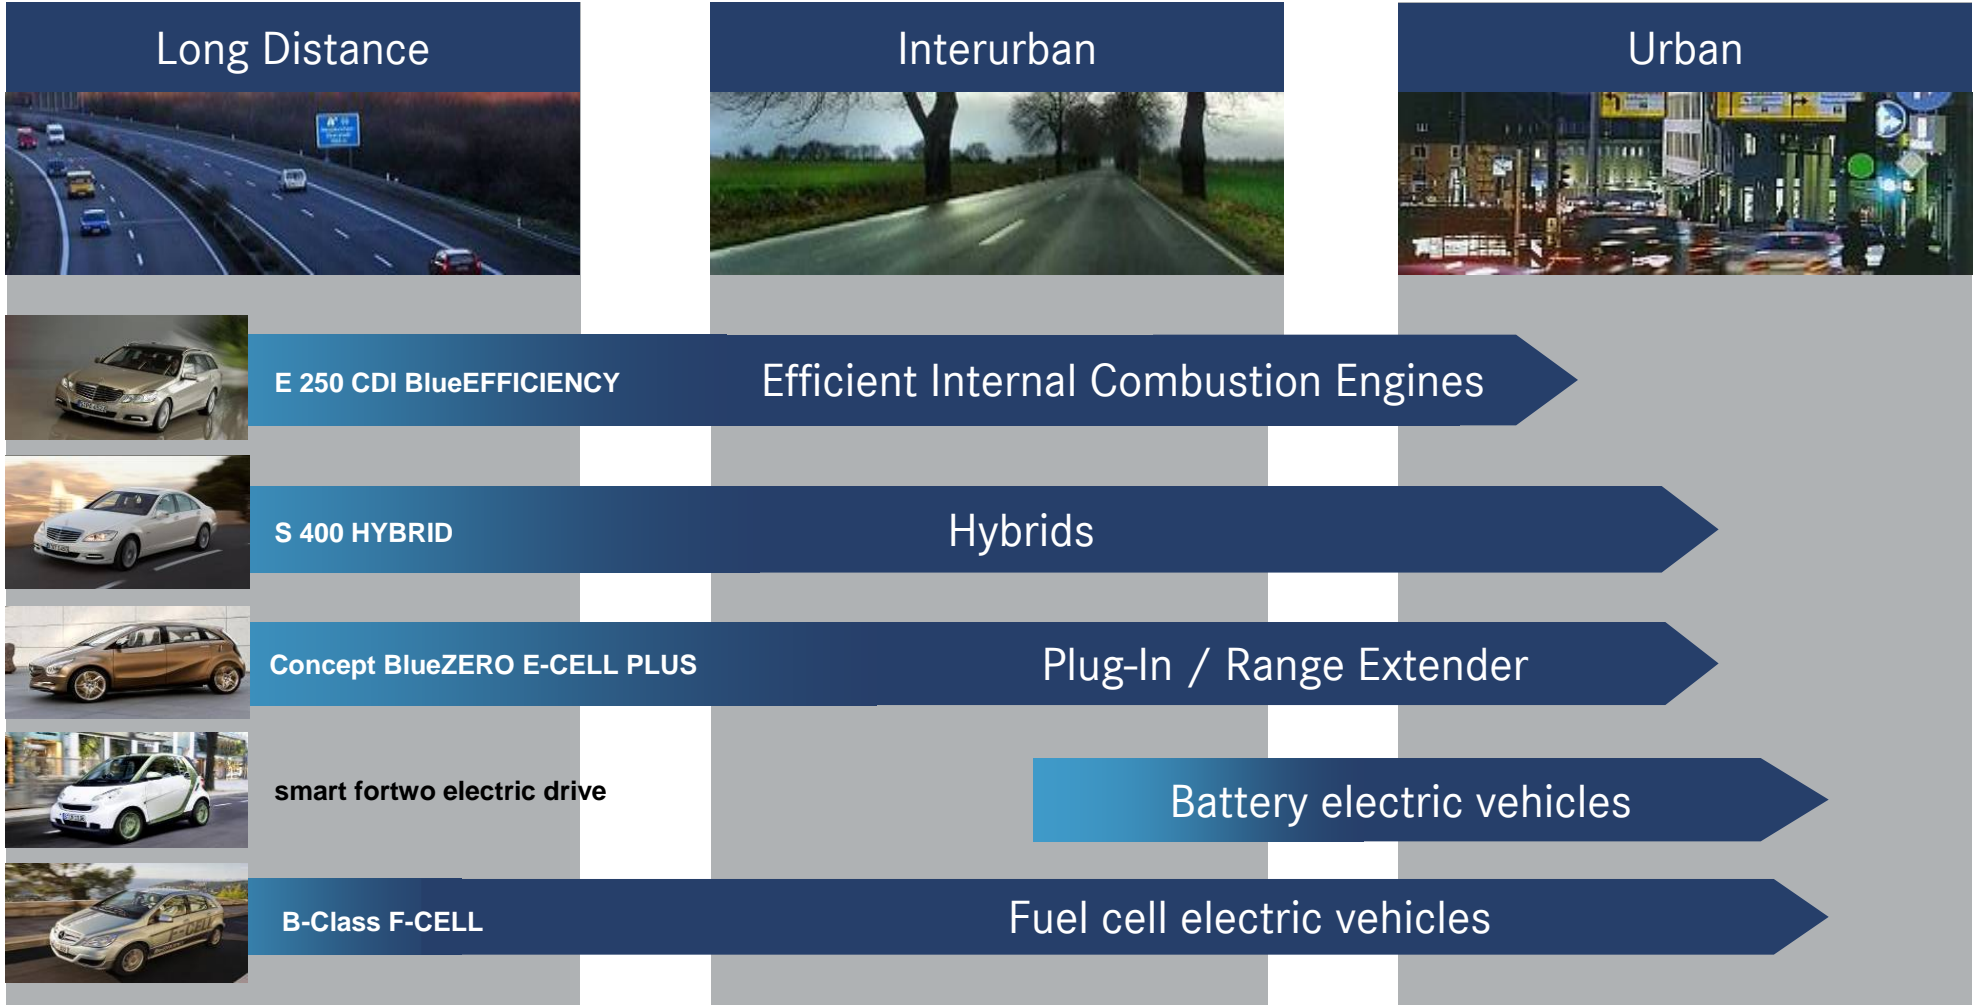 Long Distance
Interurban
Urban
E 250 CDI BlueEFFICIENCY
Efficient Internal Combustion Engines
S 400 HYBRID
Hybrids
Concept BlueZERO E-CELL PLUS
Plug-In / Range Extender
smart fortwo electric drive
Battery electric vehicles
F-CELL
B-Class F-CELL
Fuel cell electric vehicles